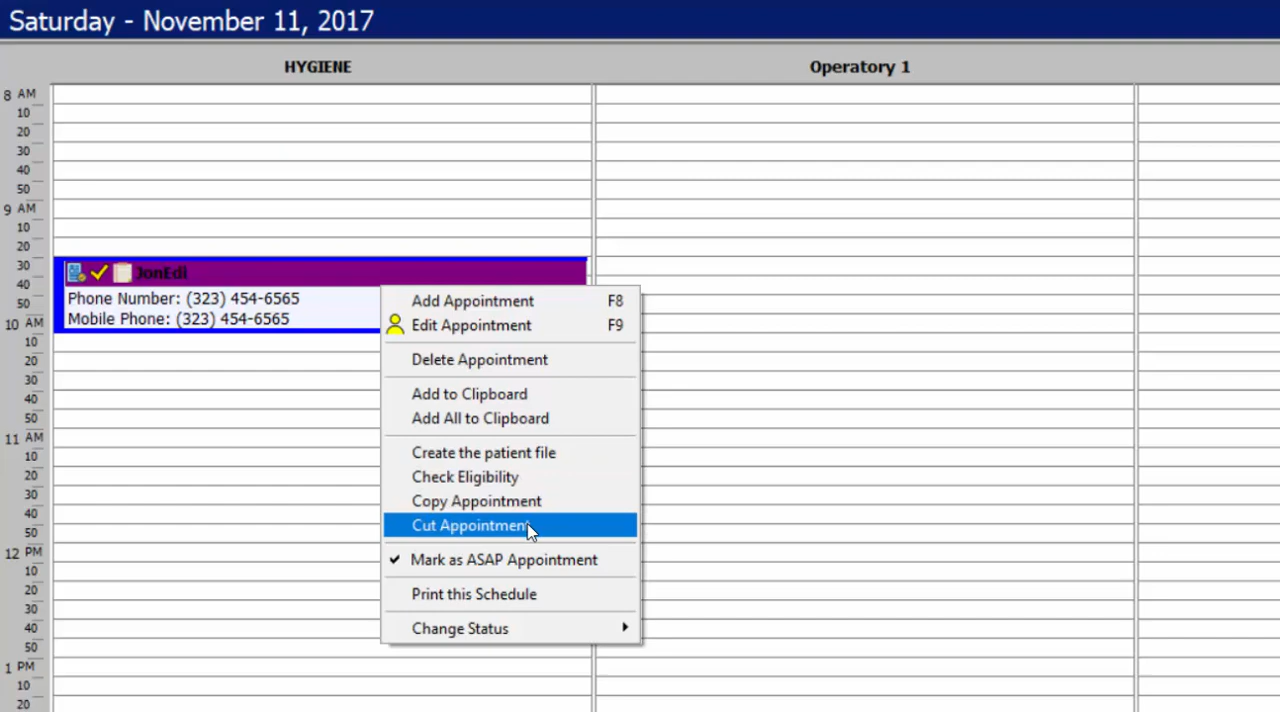 Saturday - November 11, 2017
HYGIENE Operatory 1
8 AM
10
20
30
40
50
9 AM
10
20
30
40
50
10 AM
10
20
30
40
50
11 AM
10
20
30
40
50
12 PM
10
20
30
40
50
1 PM
10
20
JonEdi
Phone Number: (323) 454-6565
Mobile Phone: (323) 454-6565
Add Appointment F8
Edit Appointment F9
Delete Appointment
Add to Clipboard
Add All to Clipboard
Create the patient file
Check Eligibility
Copy Appointment
Cut Appointment
Mark as ASAP Appointment
Print this Schedule
Change Status